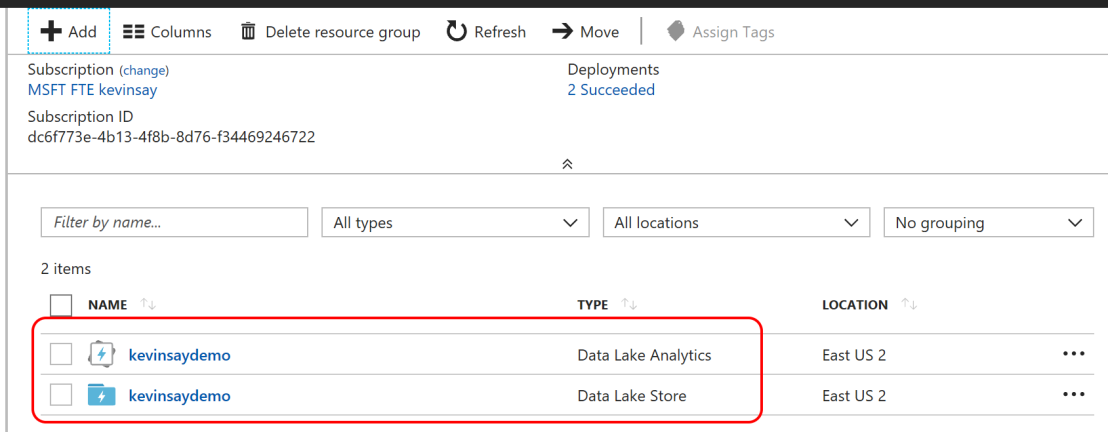 Add Columns Delete resource group Refresh Move Assign Tags
Subscription (change) Deployments
MSFT FTE kevinsay 2 Succeeded
Subscription ID
dc6f773e-4b13-4f8b-8d76-f34469246722
Filter by name... All types All locations No grouping
2 items
NAME TYPE LOCATION
kevinsaydemo Data Lake Analytics East US 2
kevinsaydemo Data Lake Store East US 2